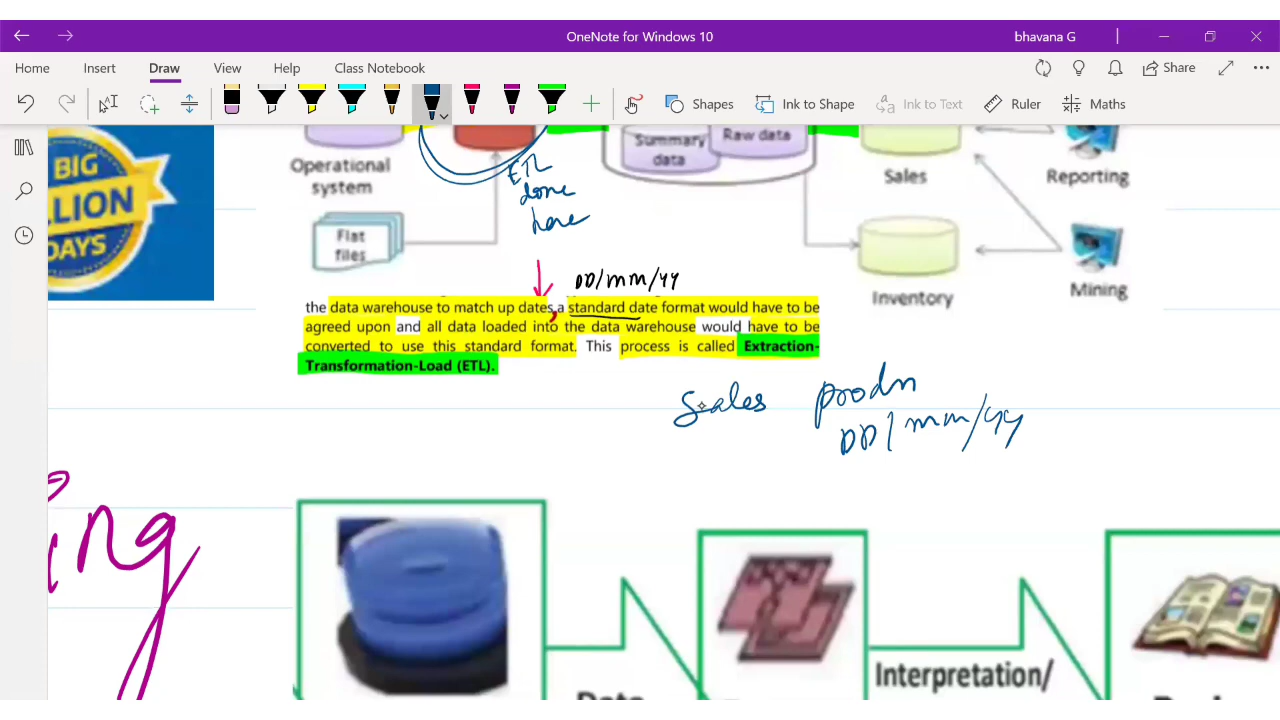 OneNote for Windows 10
bhavana G
Home Insert Draw View Help Class Notebook
Share
Shapes
Ink to Shape
Ink to Text
Ruler
Maths
BIG
LLION
DAYS
Operational
system
Flat
files
ETL
done
here
Summary
data
Raw data
Sales
Inventory
Reporting
Mining
DD/mm/YY
the data warehouse to match up dates, a standard date format would have to be
agreed upon and all data loaded into the data warehouse would have to be
converted to use this standard format. This process is called Extraction-
Transformation-Load (ETL).
Sales prodn
DD/mm/YY
ing
Interpretation/